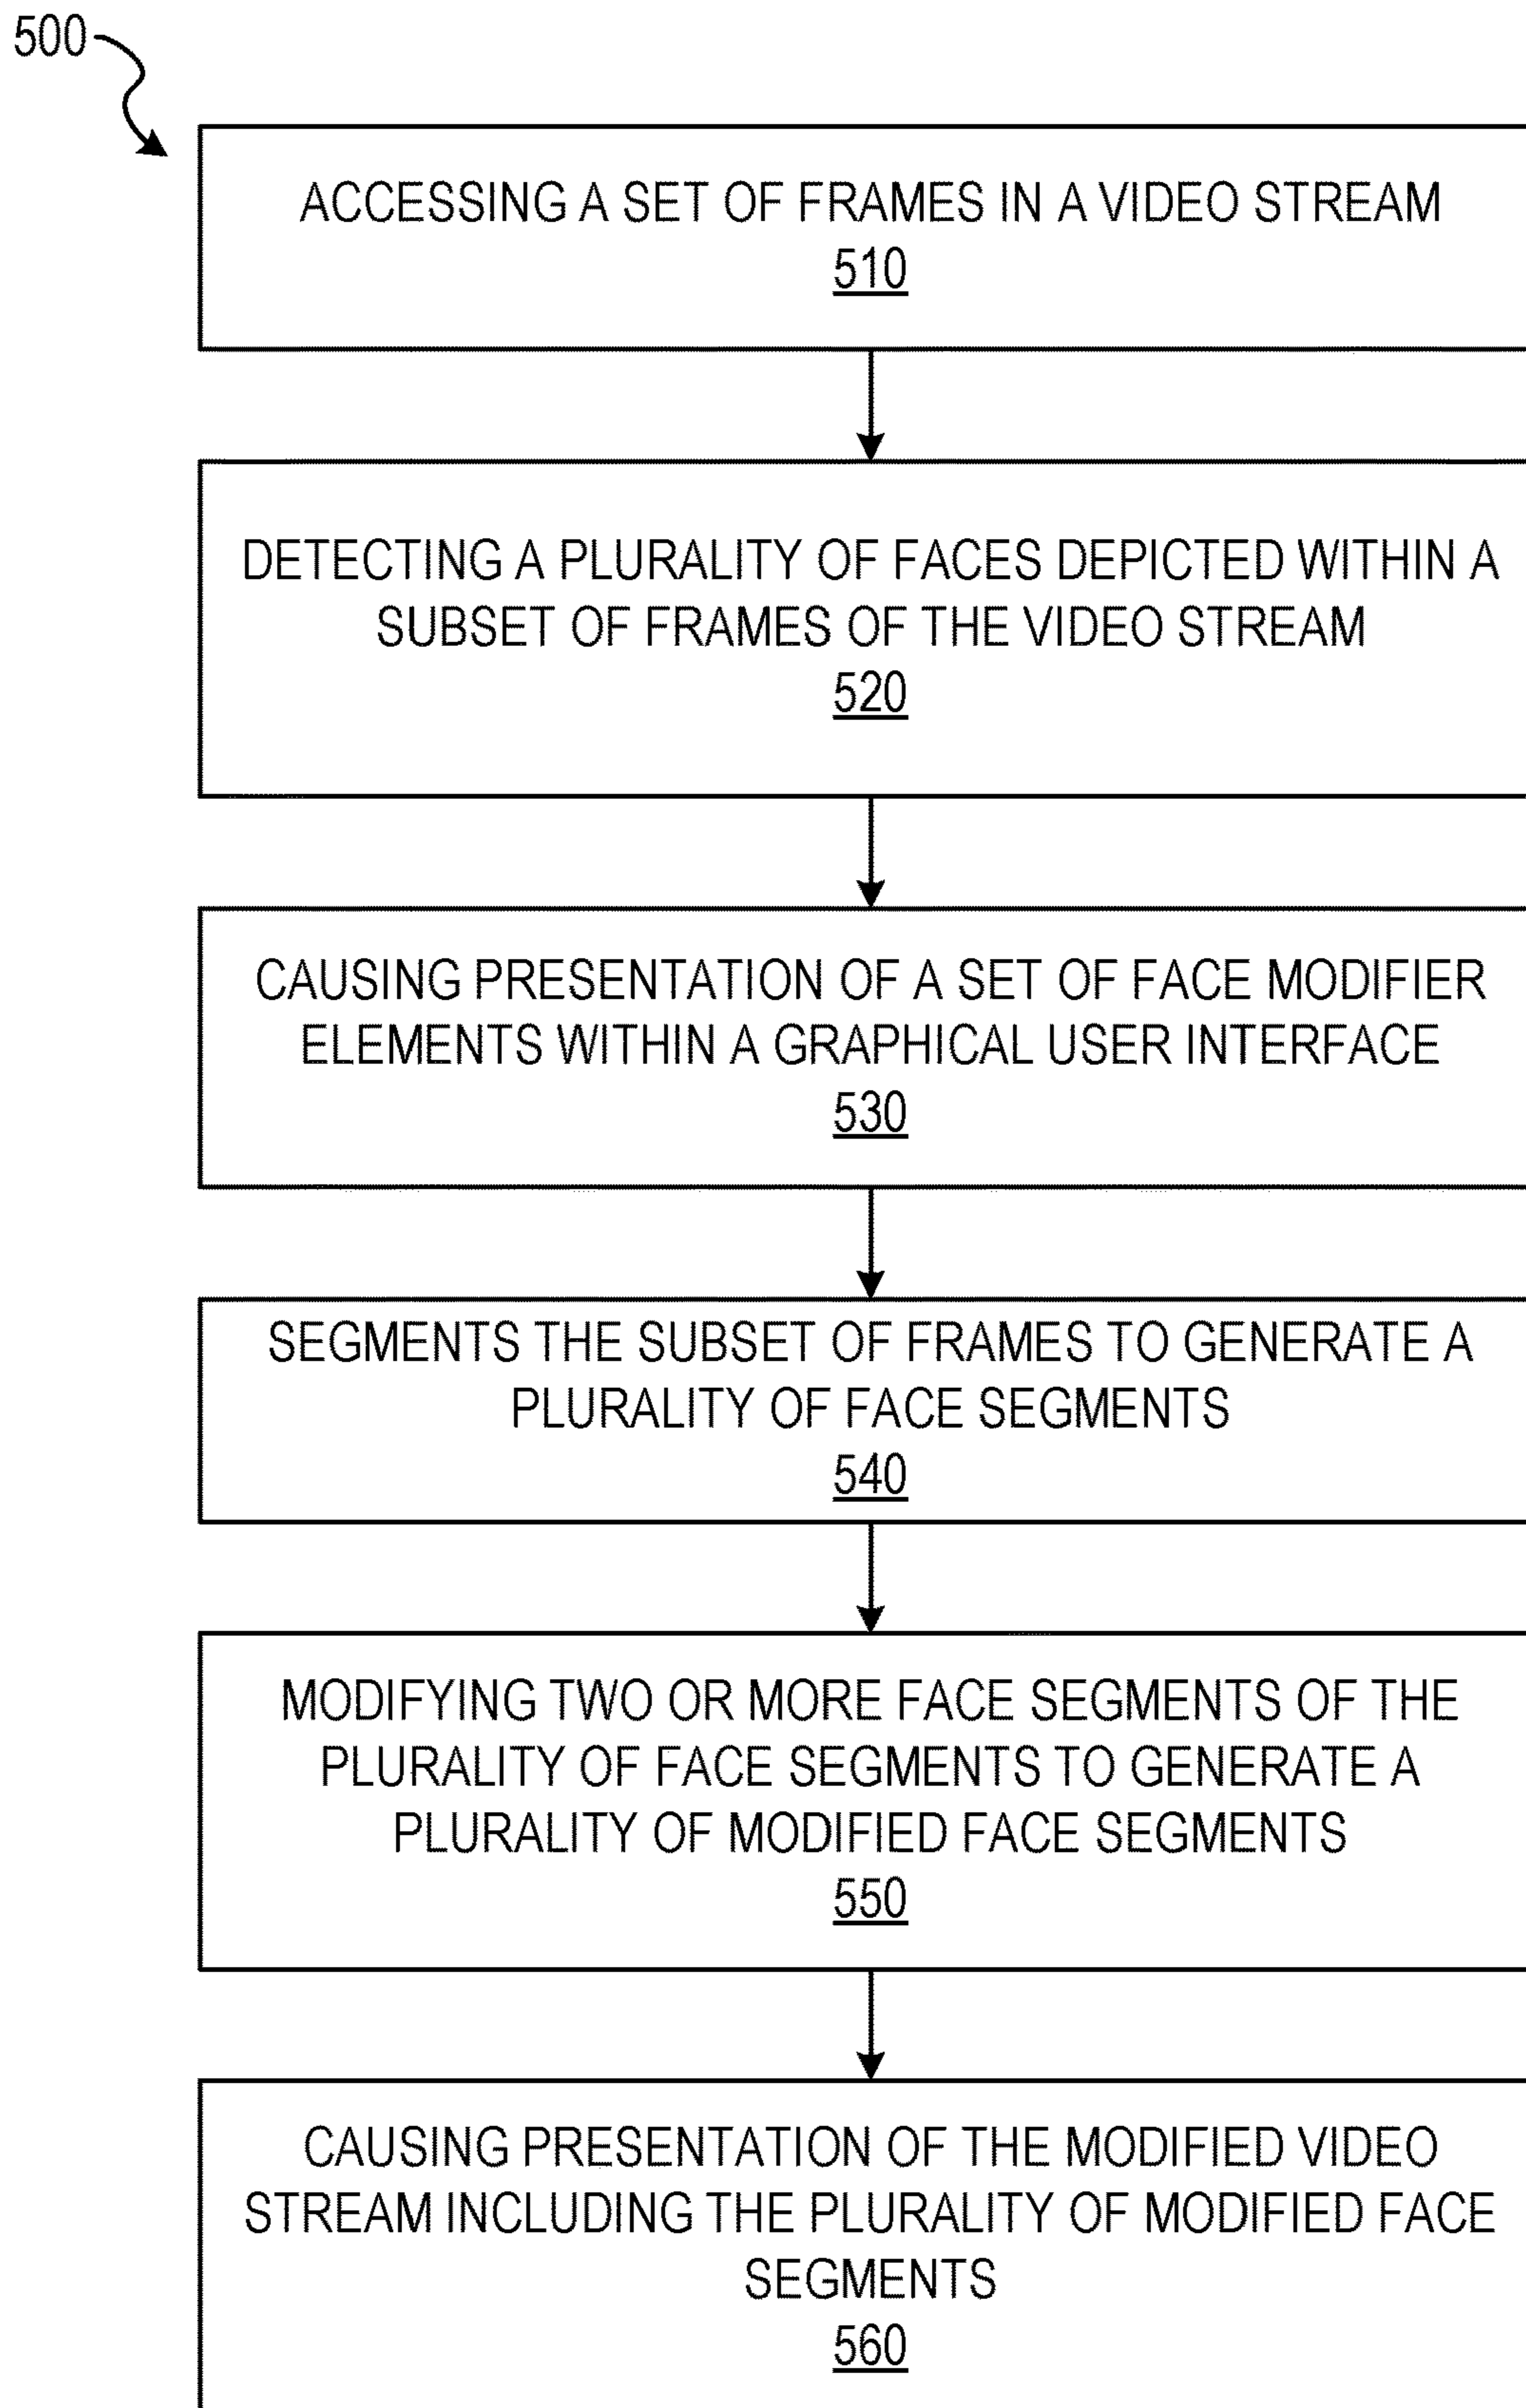 500
ACCESSING A SET OF FRAMES IN A VIDEO STREAM
510
DETECTING A PLURALITY OF FACES DEPICTED WITHIN A
SUBSET OF FRAMES OF THE VIDEO STREAM
520
CAUSING PRESENTATION OF A SET OF FACE MODIFIER
ELEMENTS WITHIN A GRAPHICAL USER INTERFACE
530
SEGMENTS THE SUBSET OF FRAMES TO GENERATE A
PLURALITY OF FACE SEGMENTS
540
MODIFYING TWO OR MORE FACE SEGMENTS OF THE
PLURALITY OF FACE SEGMENTS TO GENERATE A
PLURALITY OF MODIFIED FACE SEGMENTS
550
CAUSING PRESENTATION OF THE MODIFIED VIDEO
STREAM INCLUDING THE PLURALITY OF MODIFIED FACE
SEGMENTS
560